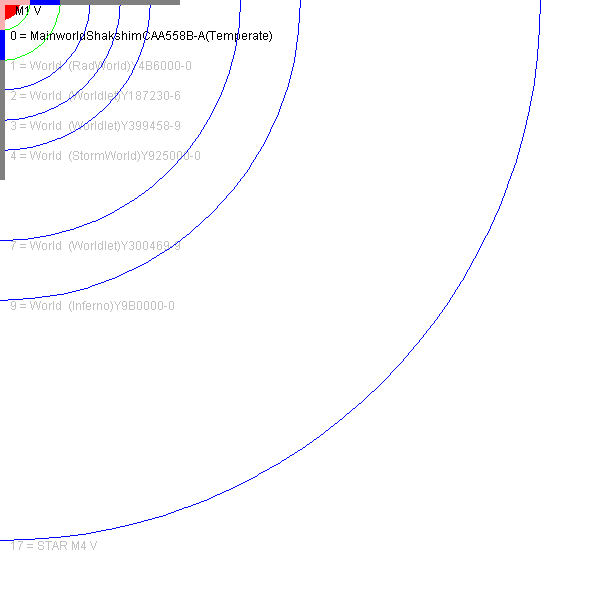 M1 V
0 = MainworldShakshimCAA558B-A(Temperate)
1 = World (RadWorld)Y4B6000-0
2 = World (Worldlet)Y187230-6
3 = World (Worldlet)Y399458-9
4 = World (StormWorld)Y925000-0
7 = World (Worldlet)Y300469-9
9 = World (Inferno)Y9B0000-0
17 = STAR M4 V